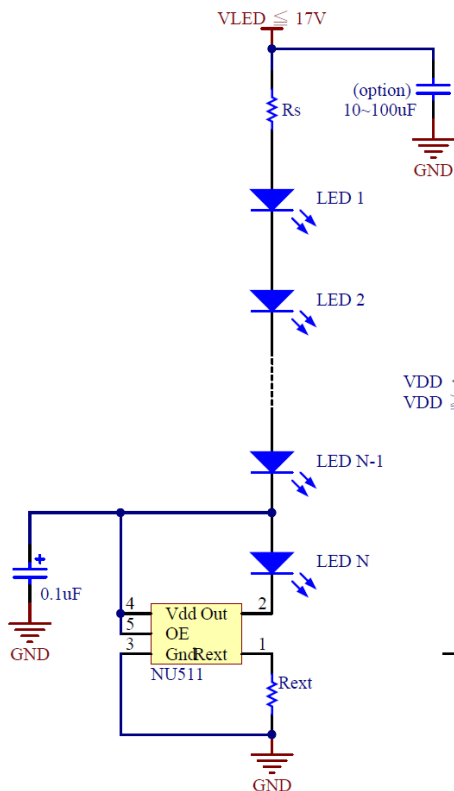 VLED ≦ 17V
(option)
10~100uF
Rs
GND
LED 1
LED 2
VDD
VDD
LED N-1
LED N
+
0.1uF
GND
4 Vdd Out 2
5 OE
3 Gnd Rext 1
NU511
Rext
GND